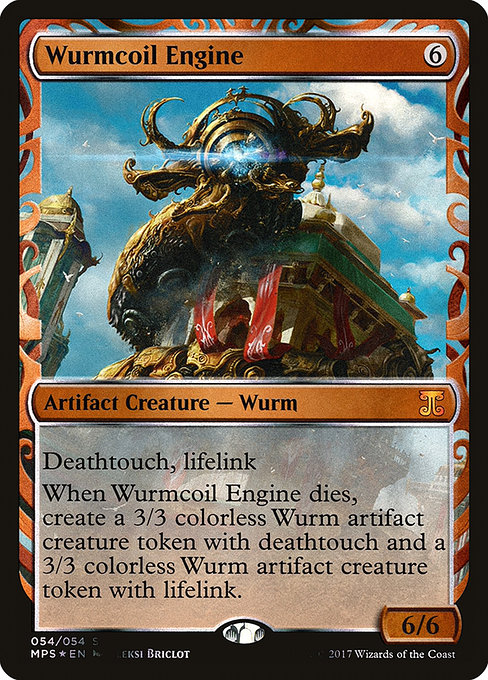 Wurmcoil Engine 6
Artifact Creature — Wurm
Deathtouch, lifelink
When Wurmcoil Engine dies,
create a 3/3 colorless Wurm artifact
creature token with deathtouch and a
3/3 colorless Wurm artifact creature
token with lifelink.
6/6
054/054 S
MPS★EN BRICLOT
2017 Wizards of the Coast